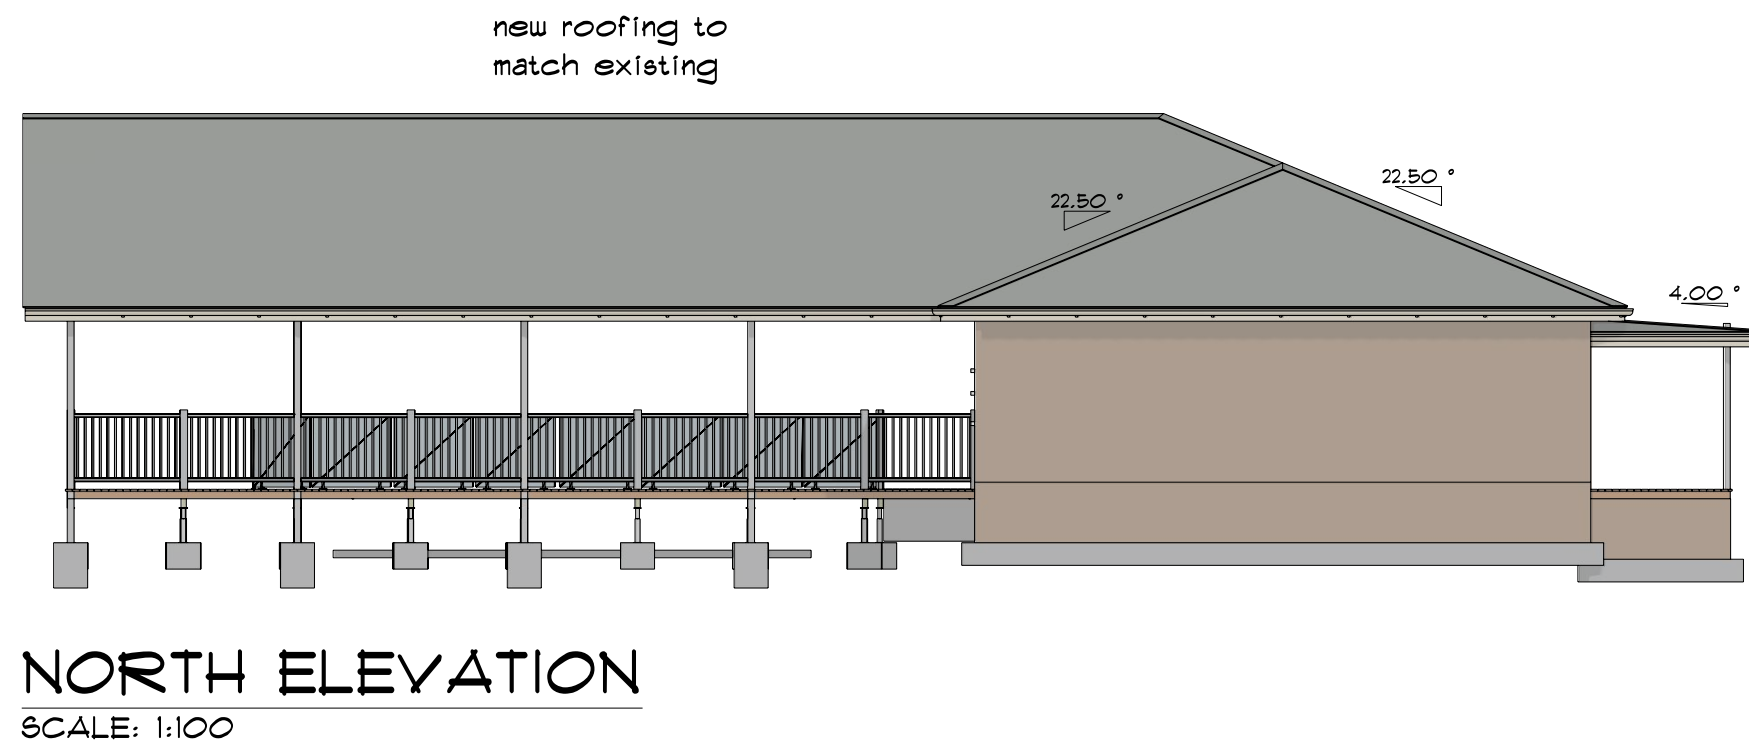 new roofing to
match existing
22.50 °
22.50 °
4.00 °
NORTH ELEVATION
SCALE: 1:100